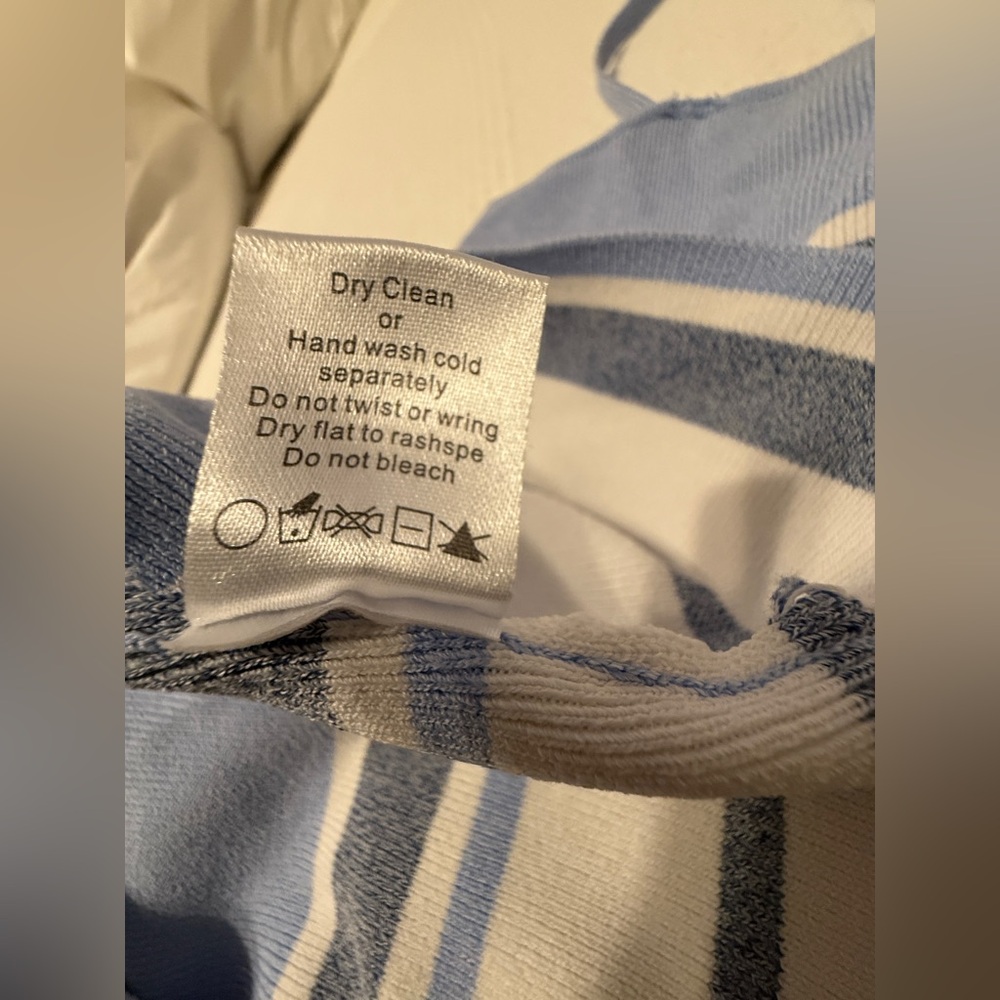 Dry Clean
or
Hand wash cold
separately
Do not twist or wring
Dry flat to rashspe
Do not bleach